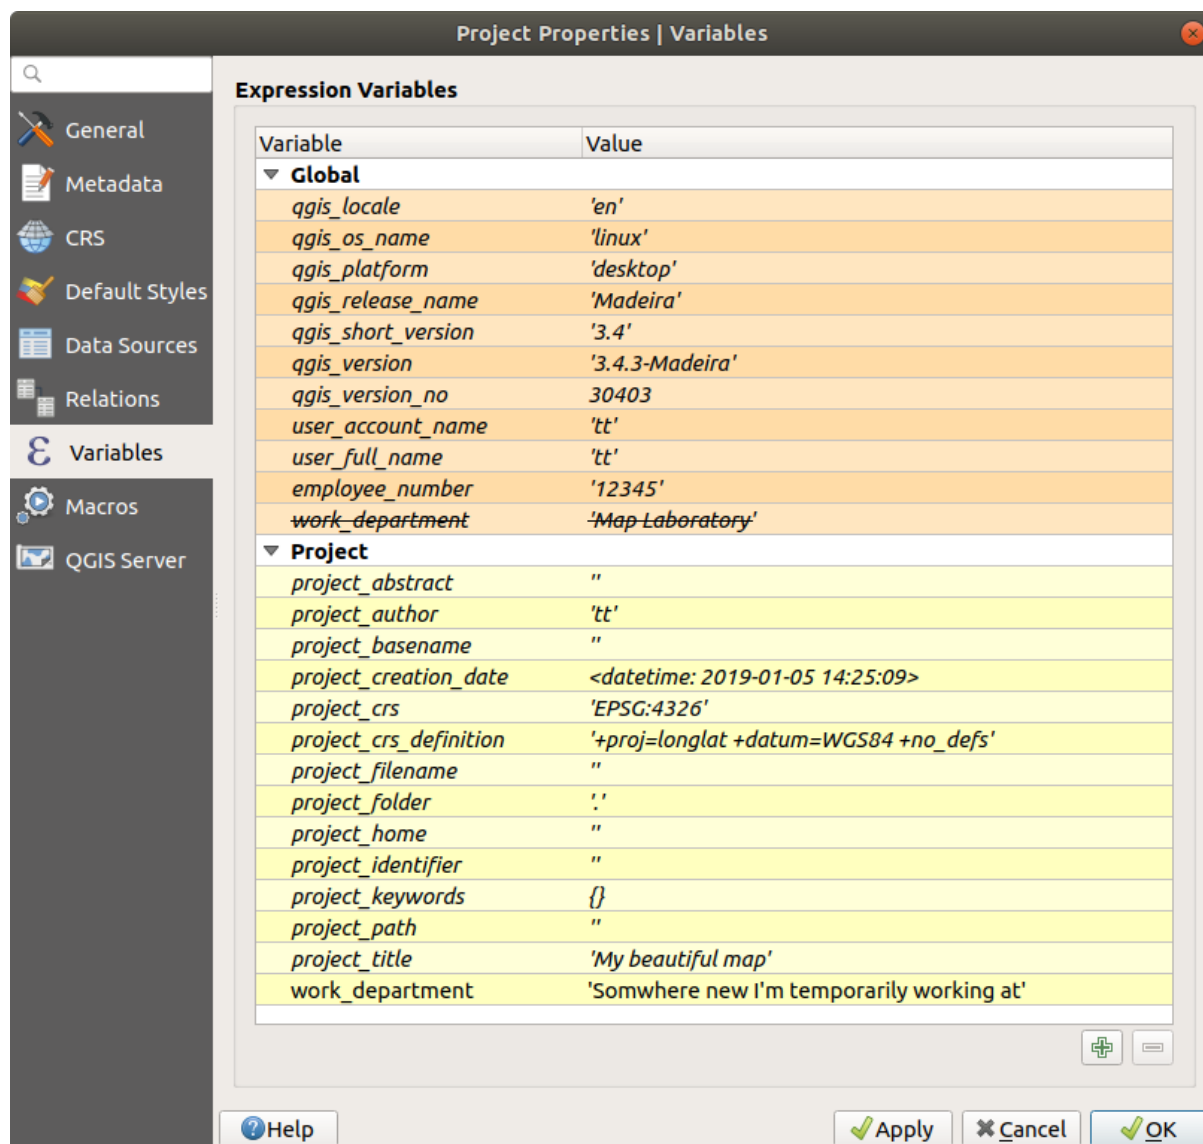 Project Properties | Variables
General
Metadata
CRS
Default Styles
Data Sources
Relations
Variables
Macros
QGIS Server
Expression Variables
Variable Value
Global
qgis_locale 'en'
qgis_os_name 'linux'
qgis_platform 'desktop'
qgis_release_name 'Madeira'
qgis_short_version '3.4'
qgis_version '3.4.3-Madeira'
qgis_version_no 30403
user_account_name 'tt'
user_full_name 'tt'
employee_number '12345'
work_department 'Map Laboratory'
Project
project_abstract ''
project_author 'tt'
project_basename ''
project_creation_date <datetime: 2019-01-05 14:25:09>
project_crs 'EPSG:4326'
project_crs_definition '+proj=longlat +datum=WGS84 +no_defs'
project_filename ''
project_folder '.'
project_home ''
project_identifier ''
project_keywords {}
project_path ''
project_title 'My beautiful map'
work_department 'Somwhere new I'm temporarily working at'
Help Apply Cancel OK